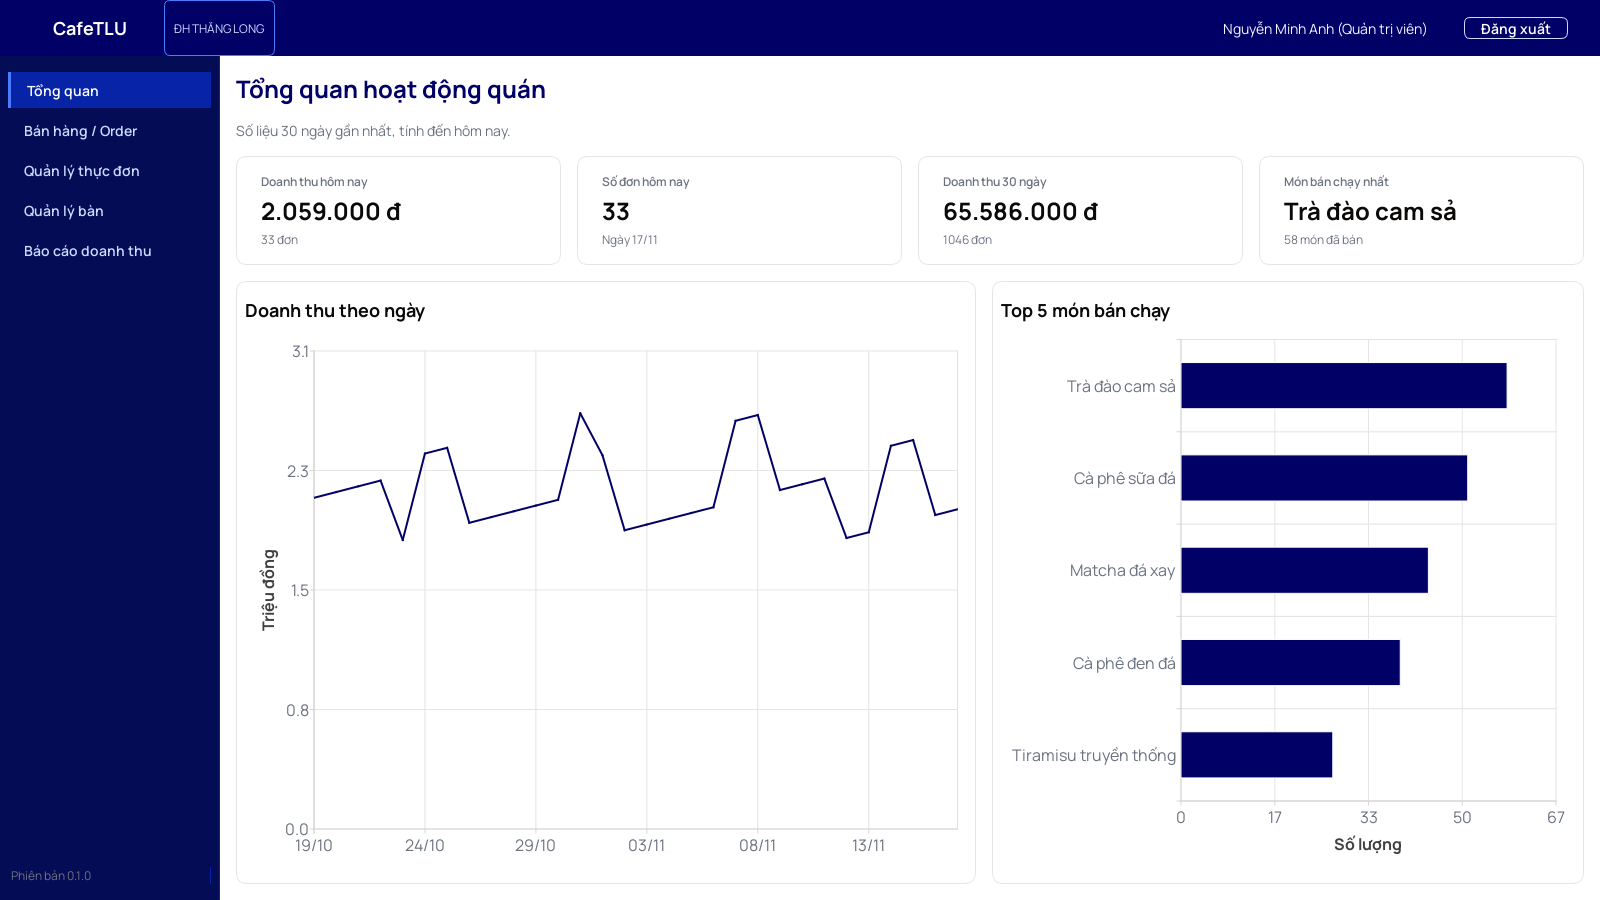 CafeTLU
ĐH THĂNG LONG
Nguyễn Minh Anh (Quản trị viên)
Đăng xuất
Tổng quan
Bán hàng / Order
Quản lý thực đơn
Quản lý bàn
Báo cáo doanh thu
Phiên bản 0.1.0
Tổng quan hoạt động quán
Số liệu 30 ngày gần nhất, tính đến hôm nay.
Doanh thu hôm nay
2.059.000 đ
33 đơn
Số đơn hôm nay
33
Ngày 17/11
Doanh thu 30 ngày
65.586.000 đ
1046 đơn
Món bán chạy nhất
Trà đào cam sả
58 món đã bán
Doanh thu theo ngày
Triệu đồng
3.1
2.3
1.5
0.8
0.0
19/10
24/10
29/10
03/11
08/11
13/11
Top 5 món bán chạy
Trà đào cam sả
Cà phê sữa đá
Matcha đá xay
Cà phê đen đá
Tiramisu truyền thống
0
17
33
50
67
Số lượng